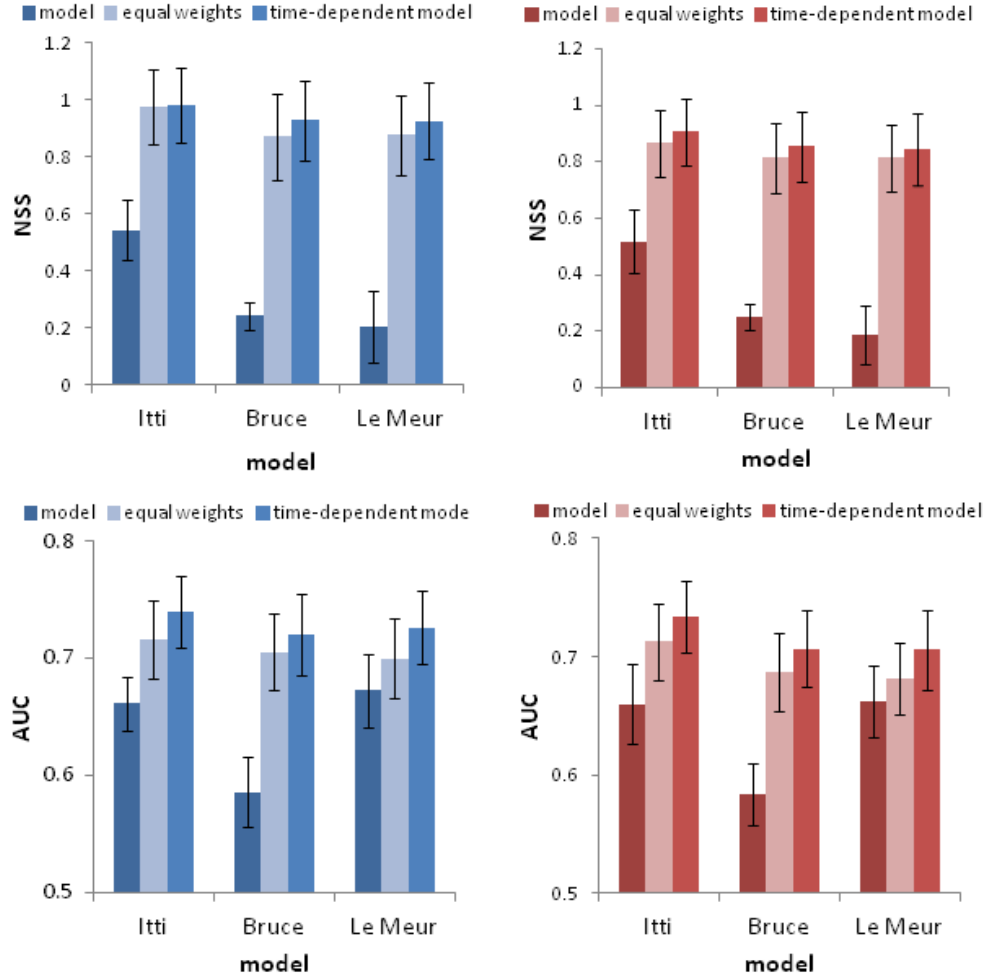 model equal weights time-dependent model
1.2
1
0.8
0.6
0.4
0.2
0
NSS
Itti Bruce Le Meur
model
model equal weights time-dependent model
1.2
1
0.8
0.6
0.4
0.2
0
NSS
Itti Bruce Le Meur
model
model equal weights time-dependent mode
0.8
0.7
0.6
0.5
AUC
Itti Bruce Le Meur
model
model equal weights time-dependent model
0.8
0.7
0.6
0.5
AUC
Itti Bruce Le Meur
model